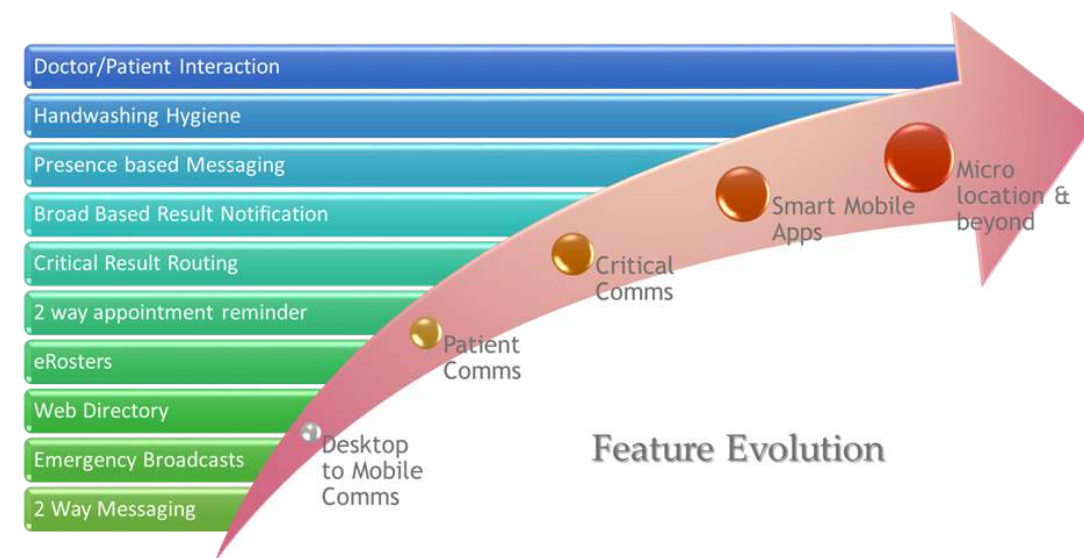 Doctor/Patient Interaction
Handwashing Hygiene
Presence based Messaging
Broad Based Result Notification
Critical Result Routing
2 way appointment reminder
eRosters
Web Directory
Emergency Broadcasts
2 Way Messaging
Desktop
to Mobile
Comms
Patient
Comms
Critical
Comms
Smart Mobile
Apps
Micro
location &
beyond
Feature Evolution